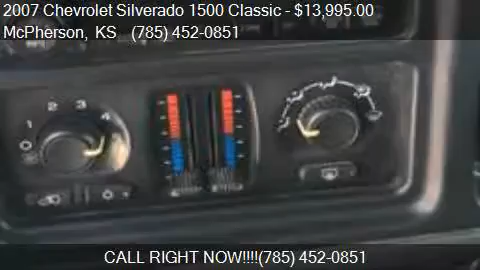 2007 Chevrolet Silverado 1500 Classic - $13,995.00
McPherson, KS (785) 452-0851
1 2 3 4
CALL RIGHT NOW!!!!(785) 452-0851